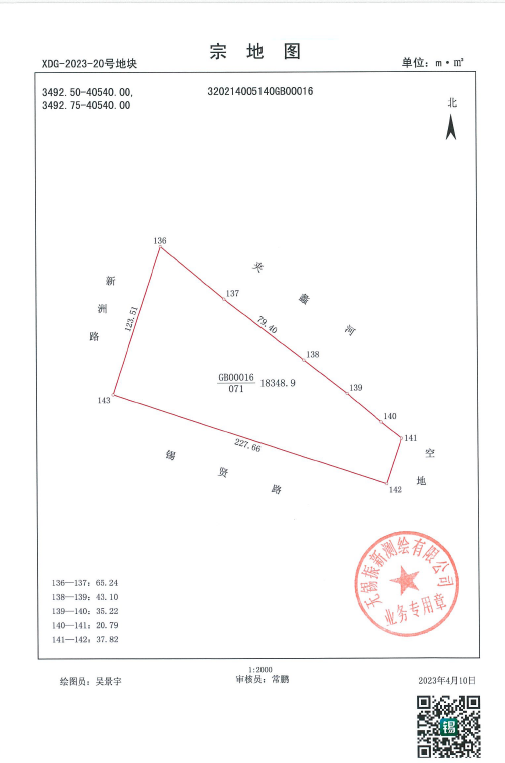 宗地图
XDG-2023-20号地块
单位：m·㎡
3492.50-40540.00,
3492.75-40540.00
320214005140GB00016
北
136
新洲路
123.51
137
夹蠡河
79.40
138
GB00016
071
18348.9
139
143
140
141
227.66
空地
锡贤路
142
无锡振新测绘有限公司
业务专用章
136—137：65.24
138—139：43.10
139—140：35.22
140—141：20.79
141—142：37.82
1:2000
绘图员：吴景宇
审核员：常鹏
2023年4月10日
锡